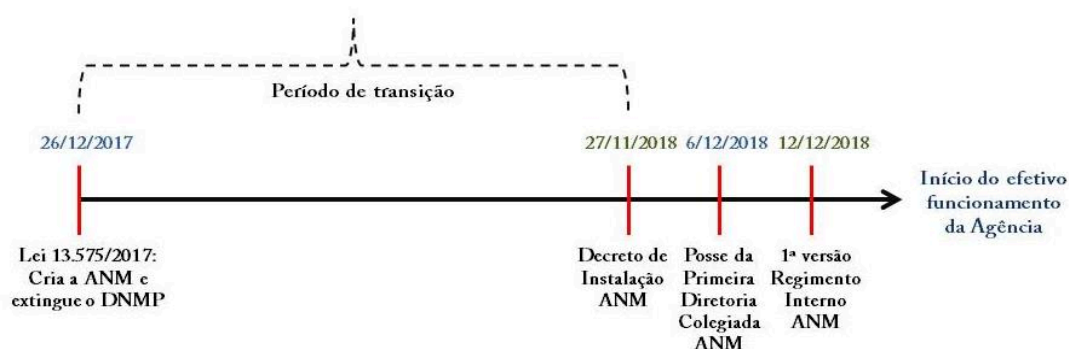 Período de transição
26/12/2017
27/11/2018
6/12/2018
12/12/2018
Início do efetivo
funcionamento
da Agência
Lei 13.575/2017:
Cria a ANM e
extingue o DNMP
Decreto de
Instalação
ANM
Posse da
Primeira
Diretoria
Colegiada
ANM
1ª versão
Regimento
Interno
ANM